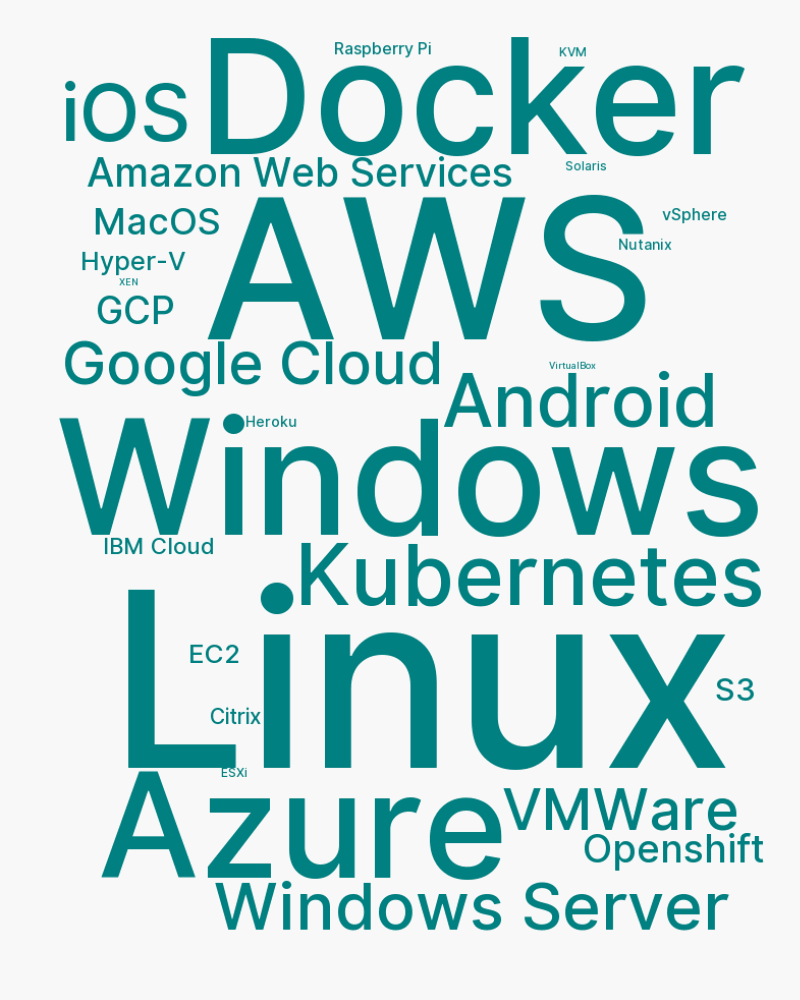 Raspberry Pi
KVM
iOS
Docker
Amazon Web Services
Solaris
MacOS
AWS
vSphere
Nutanix
Hyper-V
XEN
GCP
Google Cloud
VirtualBox
Android
Windows
Heroku
IBM Cloud
Kubernetes
Linux
EC2
S3
Citrix
ESXi
Azure
VMWare
Openshift
Windows Server